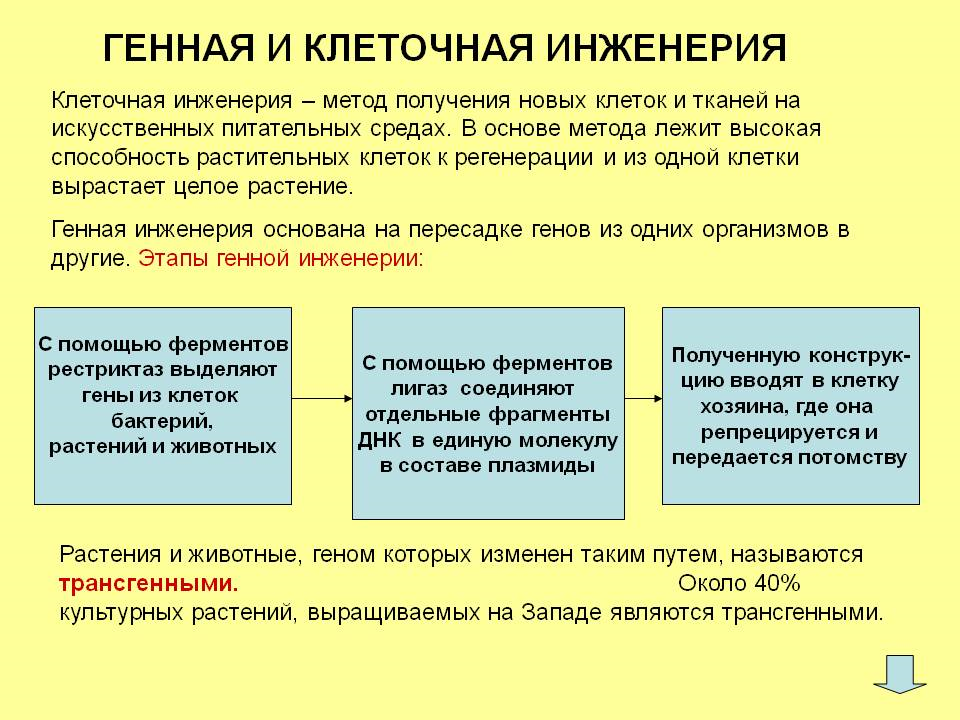 ГЕННАЯ И КЛЕТОЧНАЯ ИНЖЕНЕРИЯ
Клеточная инженерия – метод получения новых клеток и тканей на
искусственных питательных средах. В основе метода лежит высокая
способность растительных клеток к регенерации и из одной клетки
вырастает целое растение.
Генная инженерия основана на пересадке генов из одних организмов в
другие. Этапы генной инженерии:
С помощью ферментов
рестриктаз выделяют
гены из клеток
бактерий,
растений и животных
С помощью ферментов
лигаз соединяют
отдельные фрагменты
ДНК в единую молекулу
в составе плазмиды
Полученную конструк-
цию вводят в клетку
хозяина, где она
репрецируется и
передается потомству
Растения и животные, геном которых изменен таким путем, называются
трансгенными. Около 40%
культурных растений, выращиваемых на Западе являются трансгенными.